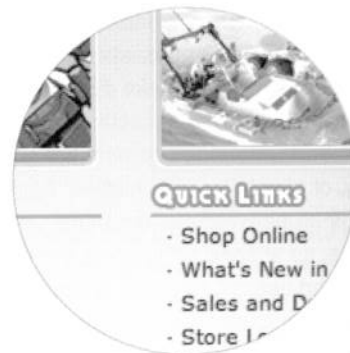 QUICK LINKS
· Shop Online
· What's New in
· Sales and
· Store